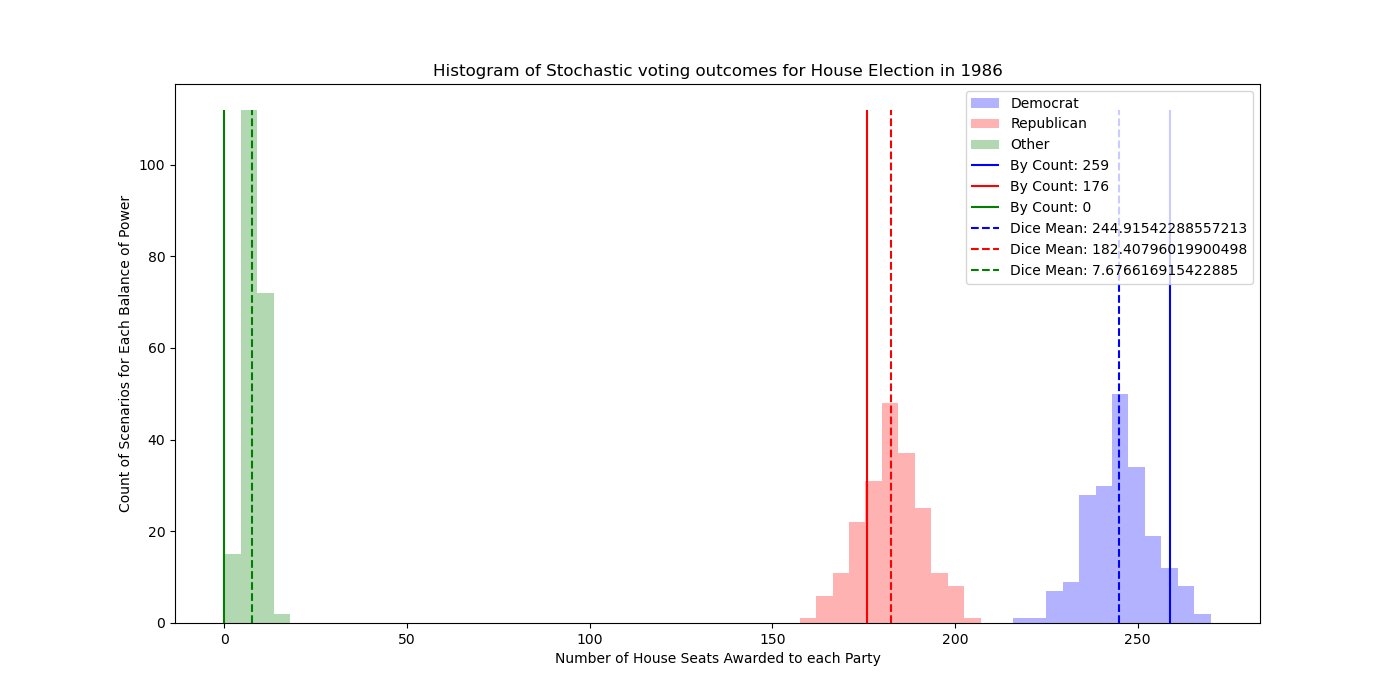 Histogram of Stochastic voting outcomes for House Election in 1986
Democrat
Republican
Other
By Count: 259
By Count: 176
By Count: 0
Dice Mean: 244.91542288557213
Dice Mean: 182.40796019900498
Dice Mean: 7.676616915422885
Count of Scenarios for Each Balance of Power
100
80
60
40
20
0
0 50 100 150 200 250
Number of House Seats Awarded to each Party